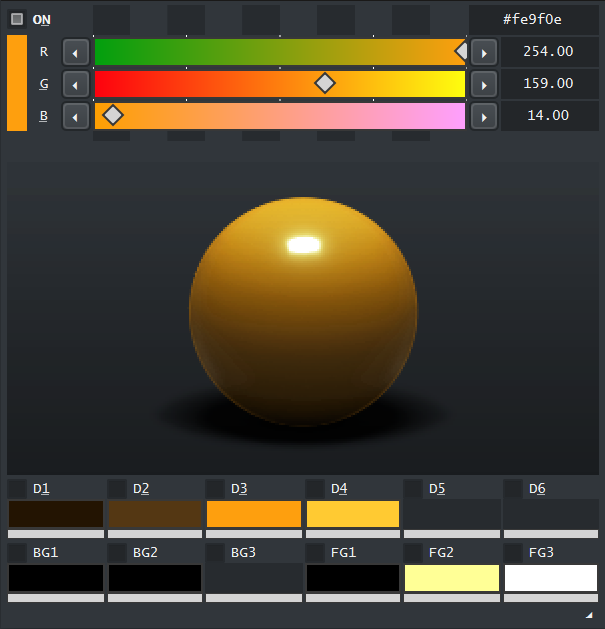 ON #fe9f0e
R 254.00
G 159.00
B 14.00
D1 D2 D3 D4 D5 D6
BG1 BG2 BG3 FG1 FG2 FG3